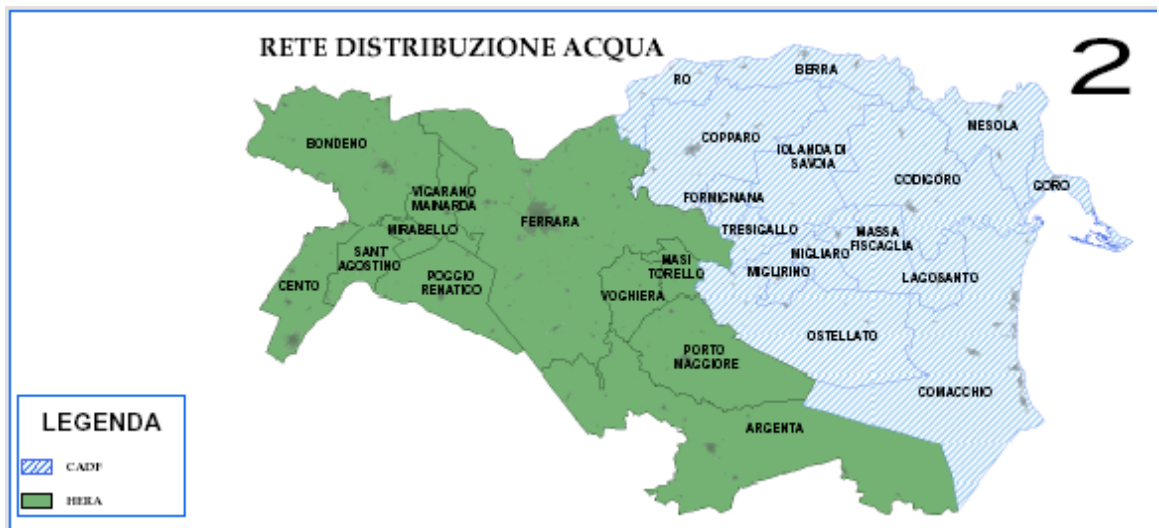 RETE DISTRIBUZIONE ACQUA
2
RO
BERRA
MESOLA
COPPARO
BONDENO
IOLANDA DI
SAVOIA
CODIGORO
GORO
VIGARANO
MAINARDA
FORMIGNANA
FERRARA
MIRABELLO
TRESIGALLO
MASSA
FISCAGLIA
SANT'
AGOSTINO
MIGLIARO
MASI
TORELLO
MIGLIRINO
CENTO
POGGIO
RENATICO
LAGOSANTO
VOGHIERA
OSTELLATO
PORTO
MAGGIORE
COMACCHIO
ARGENTA
LEGENDA
CADF
HERA